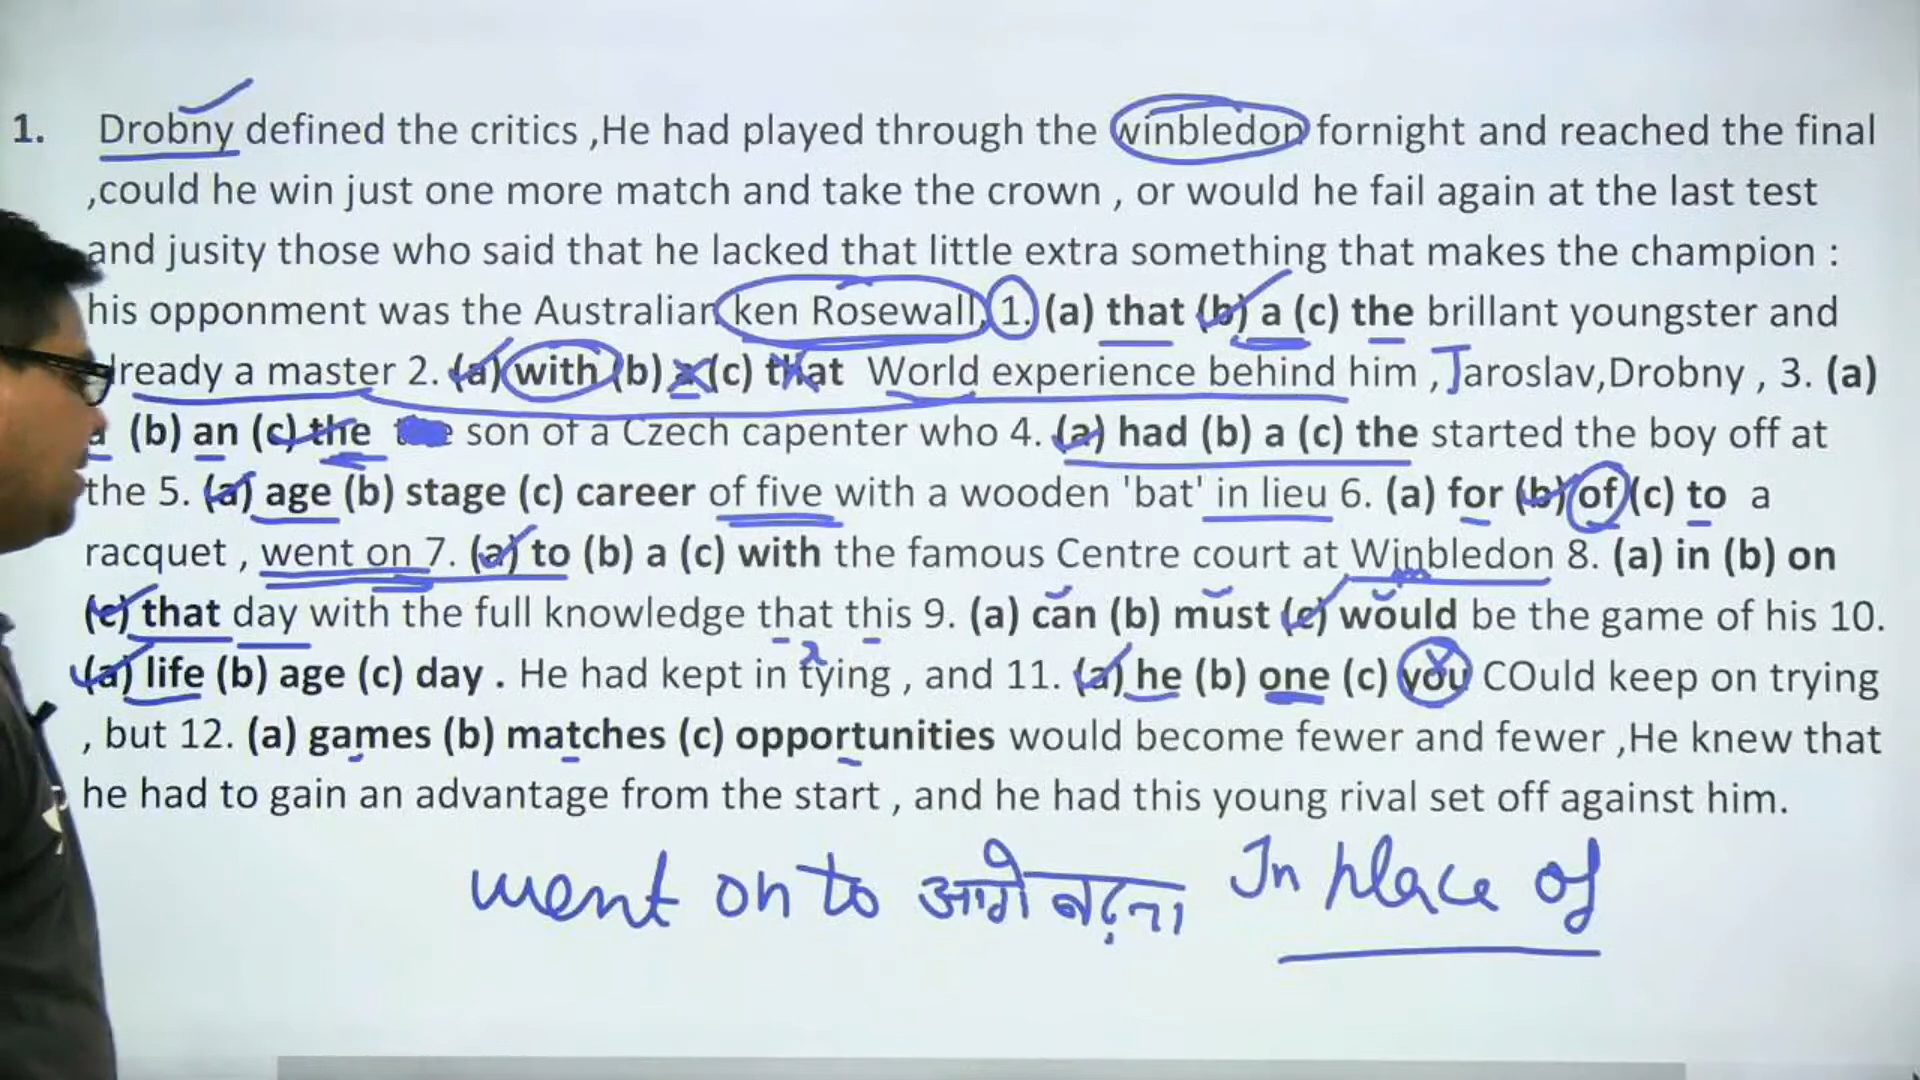 1. Drobny defined the critics ,He had played through the winbledon fornight and reached the final
,could he win just one more match and take the crown , or would he fail again at the last test
and jusity those who said that he lacked that little extra something that makes the champion :
his opponment was the Australian ken Rosewall, 1. (a) that (b) a (c) the brillant youngster and
lready a master 2. (a) with (b) a (c) that World experience behind him , Jaroslav,Drobny , 3. (a)
a (b) an (c) the son of a Czech capenter who 4. (a) had (b) a (c) the started the boy off at
the 5. (a) age (b) stage (c) career of five with a wooden 'bat' in lieu 6. (a) for (b) of (c) to a
racquet , went on 7. (a) to (b) a (c) with the famous Centre court at Winbledon 8. (a) in (b) on
(c) that day with the full knowledge that this 9. (a) can (b) must (c) would be the game of his 10.
(a) life (b) age (c) day . He had kept in tying , and 11. (a) he (b) one (c) you COuld keep on trying
, but 12. (a) games (b) matches (c) opportunities would become fewer and fewer ,He knew that
he had to gain an advantage from the start , and he had this young rival set off against him.
went on to आगे बढ़ना In place of